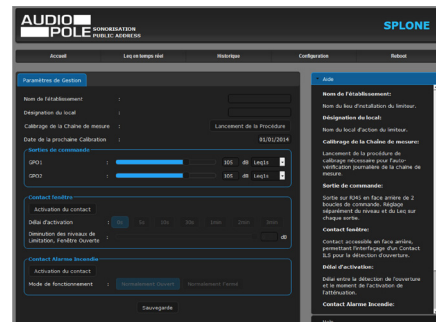 AUDIO
POLE SONORISATION
PUBLIC ADDRESS
SPLONE
Accueil
Leq en temps réel
Historique
Configuration
Reboot
Paramètres de Gestion
Nom de l'établissement :
Désignation du local :
Calibrage de la Chaîne de mesure : Lancement de la Procédure
Date de la prochaine Calibration : 01/01/2014
Sorties de commande
GPO1 : 105 dB Leq1s
GPO2 : 105 dB Leq1s
Contact fenêtre
Activation du contact
Délai d'activation : 0s 5s 10s 20s 30s 1min 2min 3min
Diminution des niveaux de
Limitation, Fenêtre Ouverte : dB
Contact Alarme Incendie
Activation du contact
Mode de fonctionnement : Normalement Ouvert Normalement Fermé
Sauvegarde
Aide
Nom de l'établissement:
Nom du lieu d'installation du limiteur.
Désignation du local:
Nom du local d'action du limiteur.
Calibrage de la Chaîne de mesure:
Lancement de la procédure de
calibrage nécessaire pour l'auto-
vérification journalière de la chaîne de
mesure.
Sortie de commande:
Sortie sur RJ45 en face arrière de 2
boucles de commande. Réglage
séparément du niveau et du Leq sur
chaque sortie.
Contact fenêtre:
Contact accessible en face arrière,
permettant l'interfaçage d'un Contact
ILS pour la détection d'ouverture.
Délai d'activation:
Délai entre la détection de l'ouverture
et le moment de l'activation de
l'atténuation.
Contact Alarme Incendie: